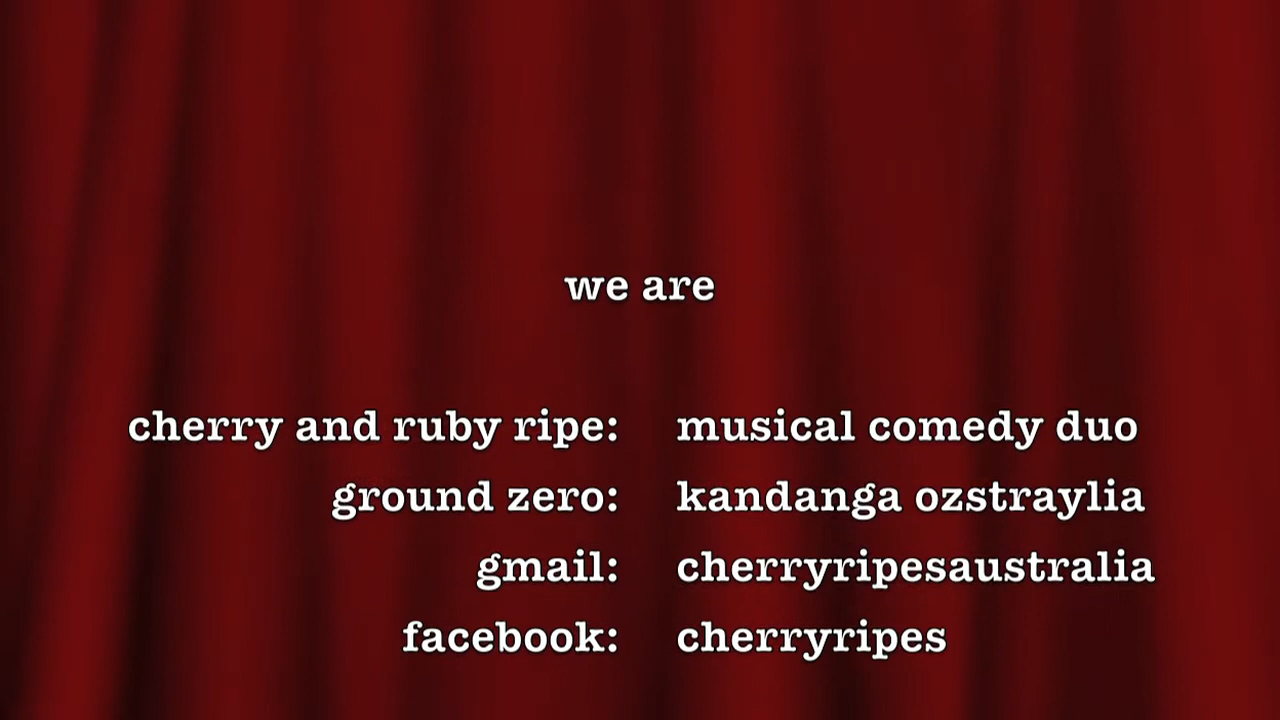 we are
cherry and ruby ripe: musical comedy duo
ground zero: kandanga ozstraylia
gmail: cherryripesaustralia
facebook: cherryripes